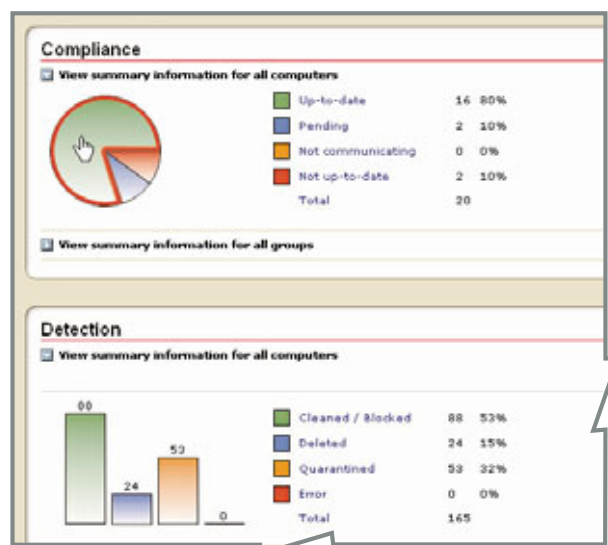 Compliance
View summary information for all computers
Up-to-date 16 80%
Pending 2 10%
Not communicating 0 0%
Not up-to-date 2 10%
Total 20
View summary information for all groups
Detection
View summary information for all computers
88
24
53
0
Cleaned / Blocked 88 53%
Deleted 24 15%
Quarantined 53 32%
Error 0 0%
Total 165